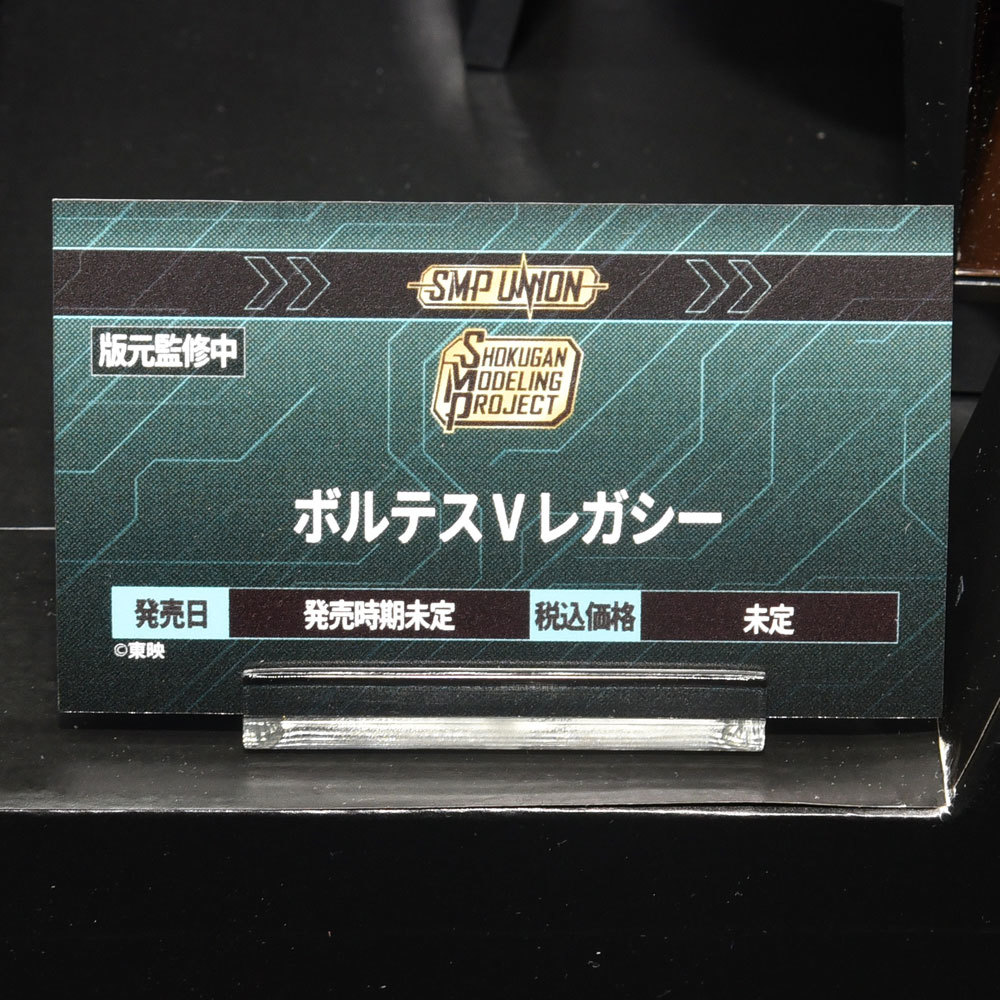 SMP UNION
版元監修中
SHOKUGAN
MODELING
PROJECT
ボルテスVレガシー
発売日 発売時期未定 税込価格 未定
©東映